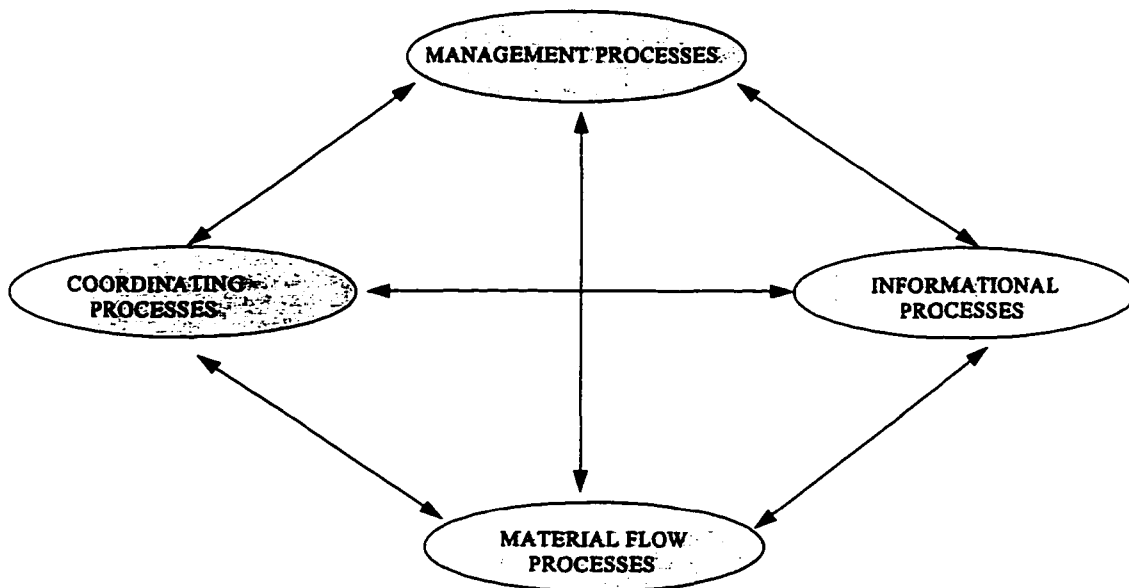 MANAGEMENT PROCESSES
COORDINATING
PROCESSES
INFORMATIONAL
PROCESSES
MATERIAL FLOW
PROCESSES